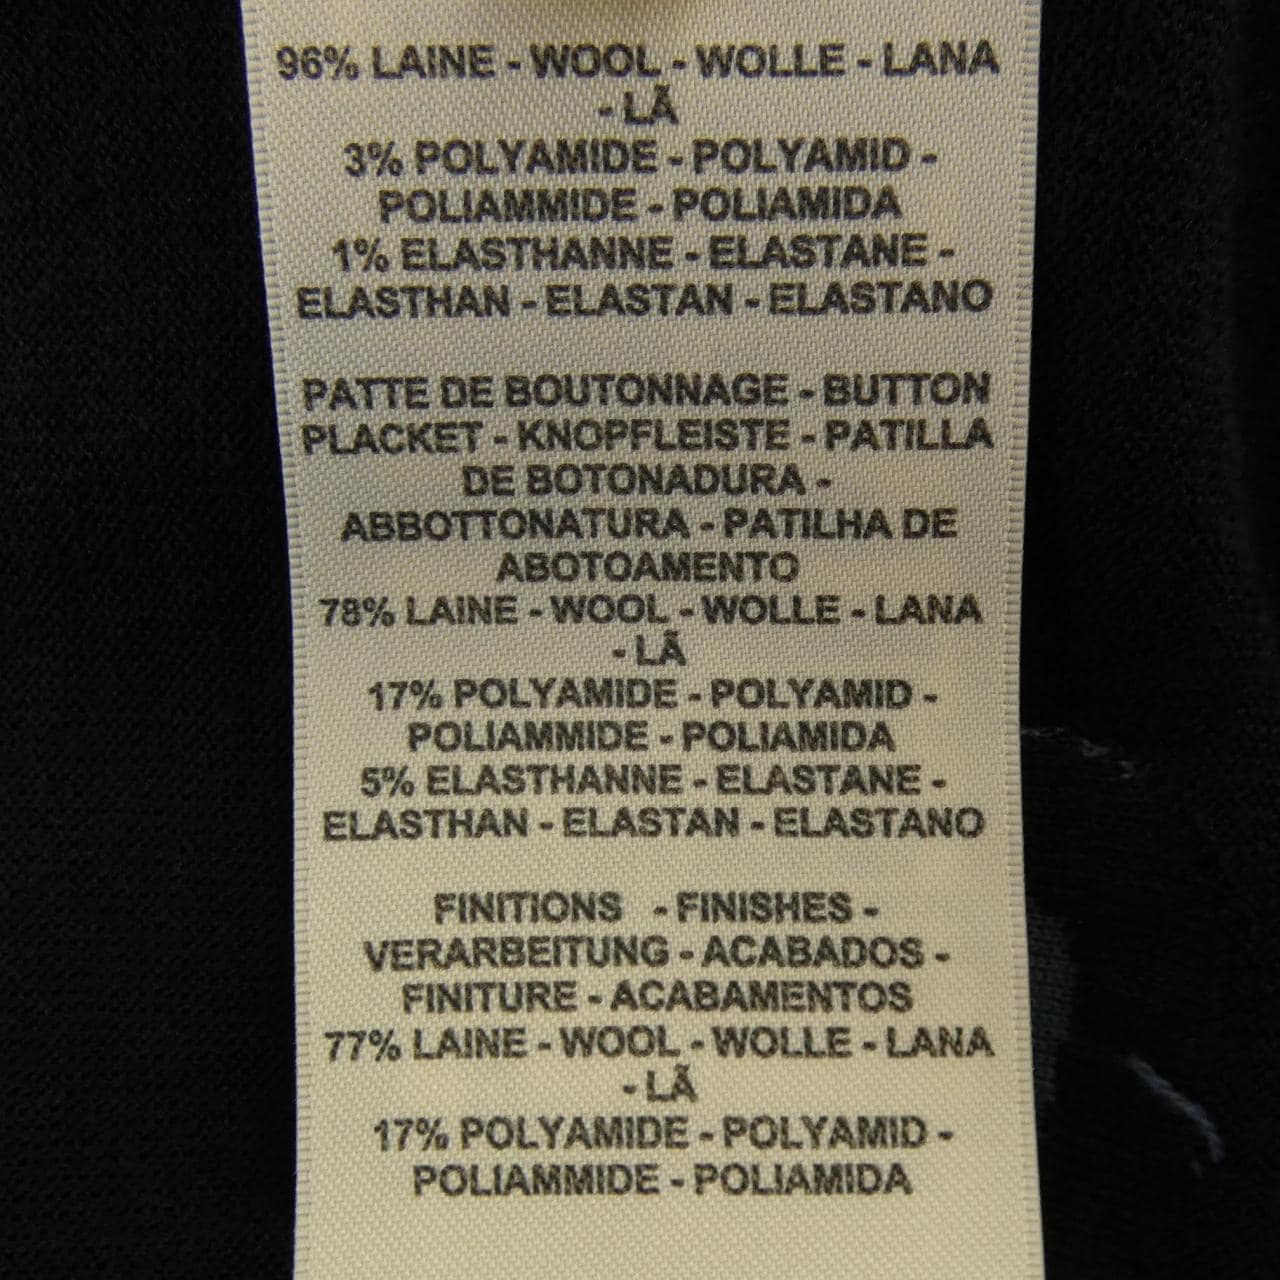 96% LAINE - WOOL - WOLLE - LANA
- LÃ
3% POLYAMIDE - POLYAMID -
POLIAMMIDE - POLIAMIDA
1% ELASTHANNE - ELASTANE -
ELASTHAN - ELASTAN - ELASTANO
PATTE DE BOUTONNAGE - BUTTON
PLACKET - KNOPFLEISTE - PATILLA
DE BOTONADURA -
ABBOTTONATURA - PATILHA DE
ABOTOAMENTO
78% LAINE - WOOL - WOLLE - LANA
- LÃ
17% POLYAMIDE - POLYAMID -
POLIAMMIDE - POLIAMIDA
5% ELASTHANNE - ELASTANE -
ELASTHAN - ELASTAN - ELASTANO
FINITIONS - FINISHES -
VERARBEITUNG - ACABADOS -
FINITURE - ACABAMENTOS
77% LAINE - WOOL - WOLLE - LANA
- LÃ
17% POLYAMIDE - POLYAMID -
POLIAMMIDE - POLIAMIDA